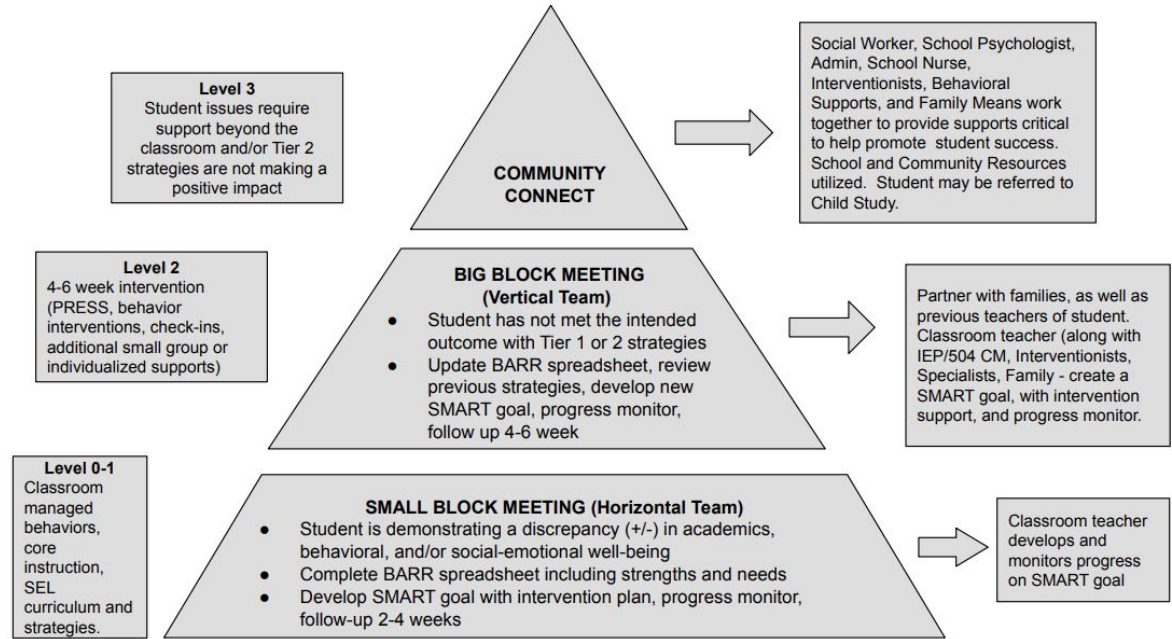 Level 3
Student issues require
support beyond the
classroom and/or Tier 2
strategies are not making a
positive impact
COMMUNITY
CONNECT
Social Worker, School Psychologist,
Admin, School Nurse,
Interventionists, Behavioral
Supports, and Family Means work
together to provide supports critical
to help promote student success.
School and Community Resources
utilized. Student may be referred to
Child Study.
Level 2
4-6 week intervention
(PRESS, behavior
interventions, check-ins,
additional small group or
individualized supports)
BIG BLOCK MEETING
(Vertical Team)
● Student has not met the intended
outcome with Tier 1 or 2 strategies
● Update BARR spreadsheet, review
previous strategies, develop new
SMART goal, progress monitor,
follow up 4-6 week
Partner with families, as well as
previous teachers of student.
Classroom teacher (along with
IEP/504 CM, Interventionists,
Specialists, Family - create a
SMART goal, with intervention
support, and progress monitor.
Level 0-1
Classroom
managed
behaviors,
core
instruction,
SEL
curriculum and
strategies.
SMALL BLOCK MEETING (Horizontal Team)
● Student is demonstrating a discrepancy (+/-) in academics,
behavioral, and/or social-emotional well-being
● Complete BARR spreadsheet including strengths and needs
● Develop SMART goal with intervention plan, progress monitor,
follow-up 2-4 weeks
Classroom teacher
develops and
monitors progress
on SMART goal